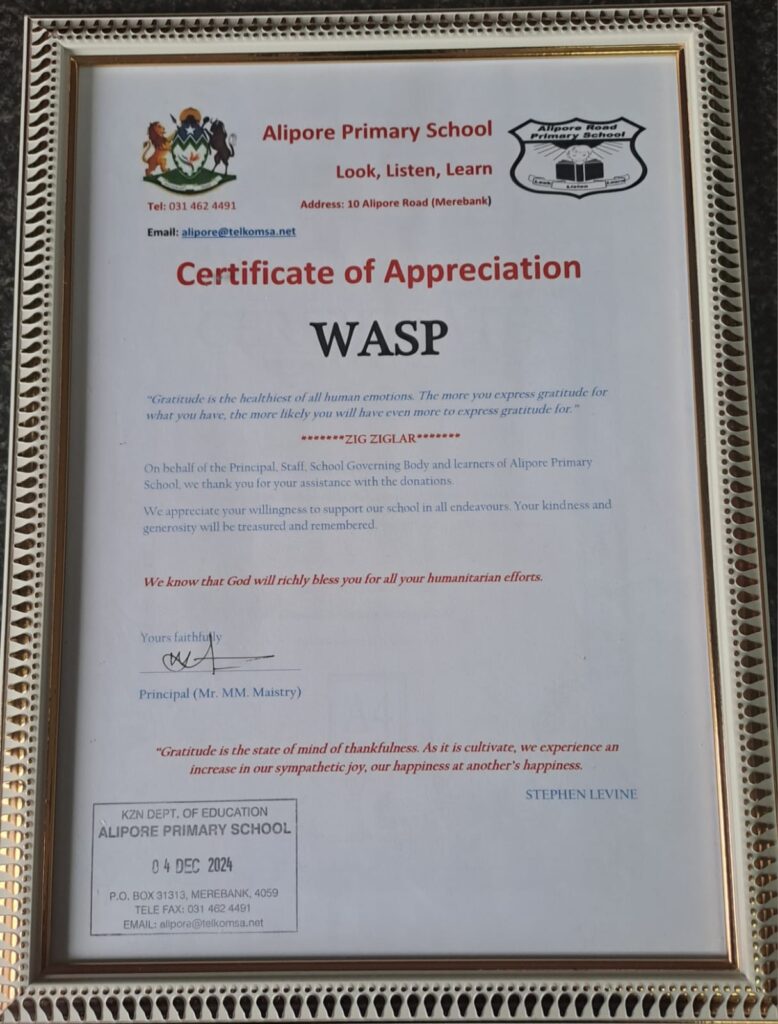 Alipore Primary School
Look, Listen, Learn
Alipore Road
Primary School
Look
Listen
Learn
Tel: 031 462 4491
Address: 10 Alipore Road (Merebank)
Email: alipore@telkomsa.net
Certificate of Appreciation
WASP
“Gratitude is the healthiest of all human emotions. The more you express gratitude for
what you have, the more likely you will have even more to express gratitude for.”
*******ZIG ZIGLAR*******
On behalf of the Principal, Staff, School Governing Body and learners of Alipore Primary
School, we thank you for your assistance with the donations.
We appreciate your willingness to support our school in all endeavours. Your kindness and
generosity will be treasured and remembered.
We know that God will richly bless you for all your humanitarian efforts.
Yours faithfully
Principal (Mr. MM. Maistry)
“Gratitude is the state of mind of thankfulness. As it is cultivate, we experience an
increase in our sympathetic joy, our happiness at another’s happiness.
STEPHEN LEVINE
KZN DEPT. OF EDUCATION
ALIPORE PRIMARY SCHOOL
04 DEC 2024
P.O. BOX 31313, MEREBANK, 4059
TELE FAX: 031 462 4491
EMAIL: alipore@telkomsa.net